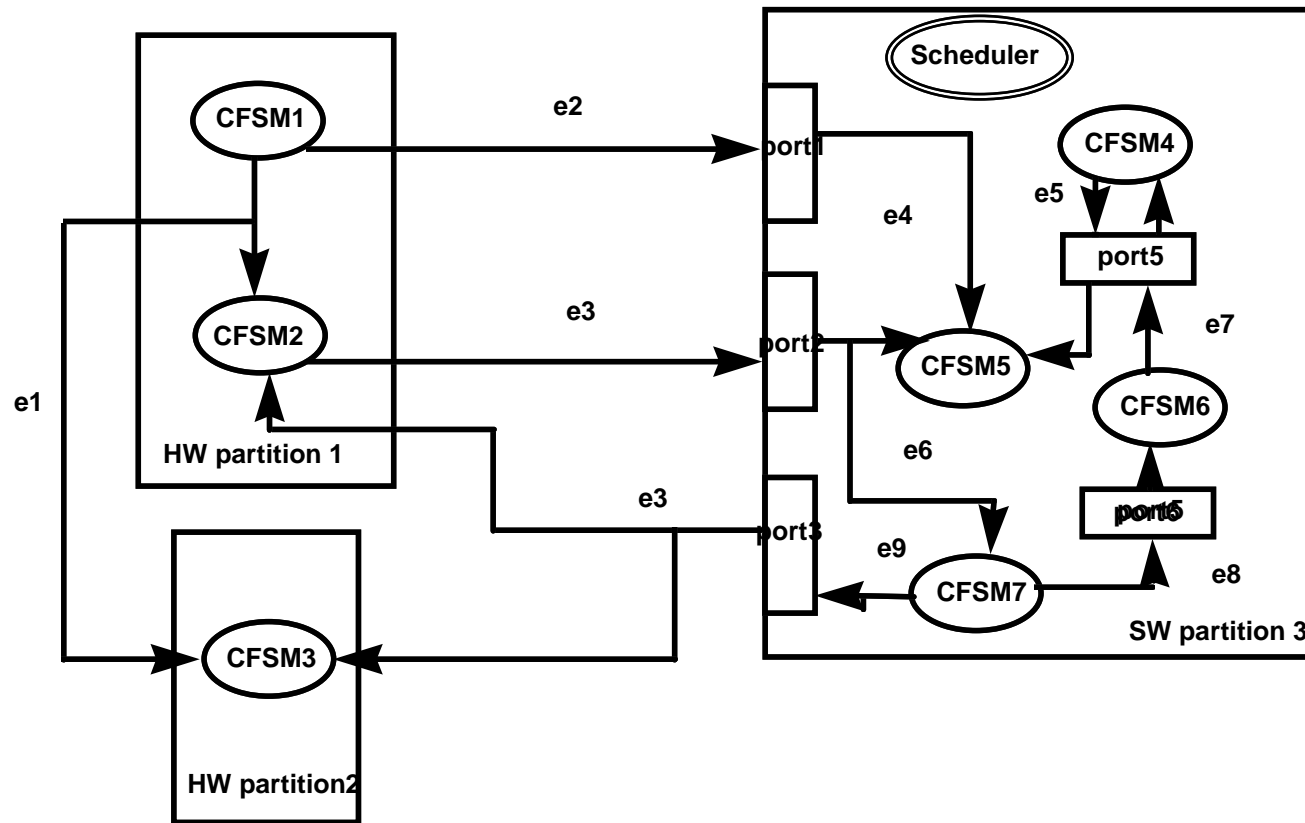 Scheduler
CFSM1
e2
port1
CFSM4
e5
e4
port5
CFSM2
e3
port2
CFSM5
e7
e1
CFSM6
HW partition 1
e6
e3
port3
e9
CFSM7
e8
SW partition 3
CFSM3
HW partition2